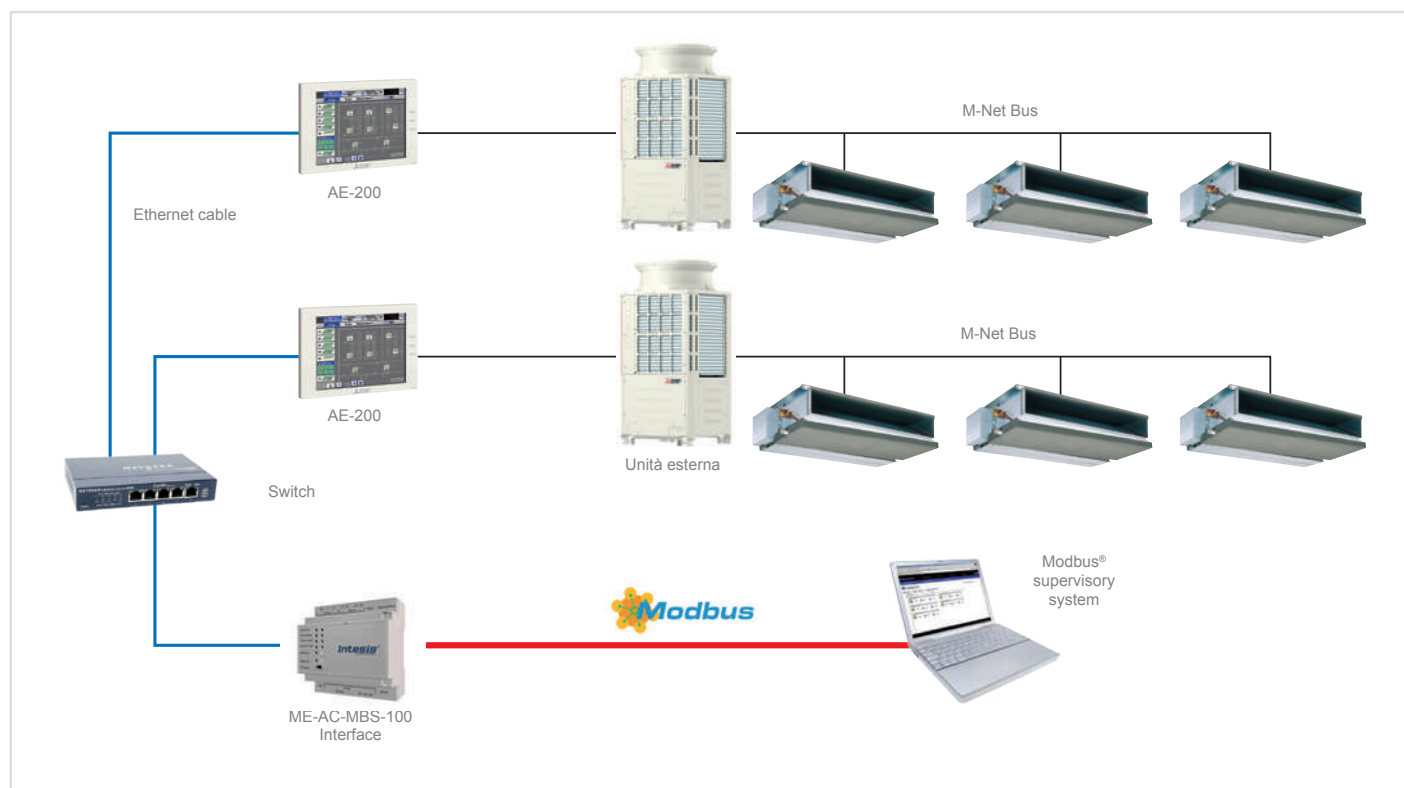 M-Net Bus
AE-200
Ethernet cable
M-Net Bus
AE-200
Unità esterna
NETGEAR
Switch
Modbus
Modbus®
supervisory
system
Intesis
ME-AC-MBS-100
Interface